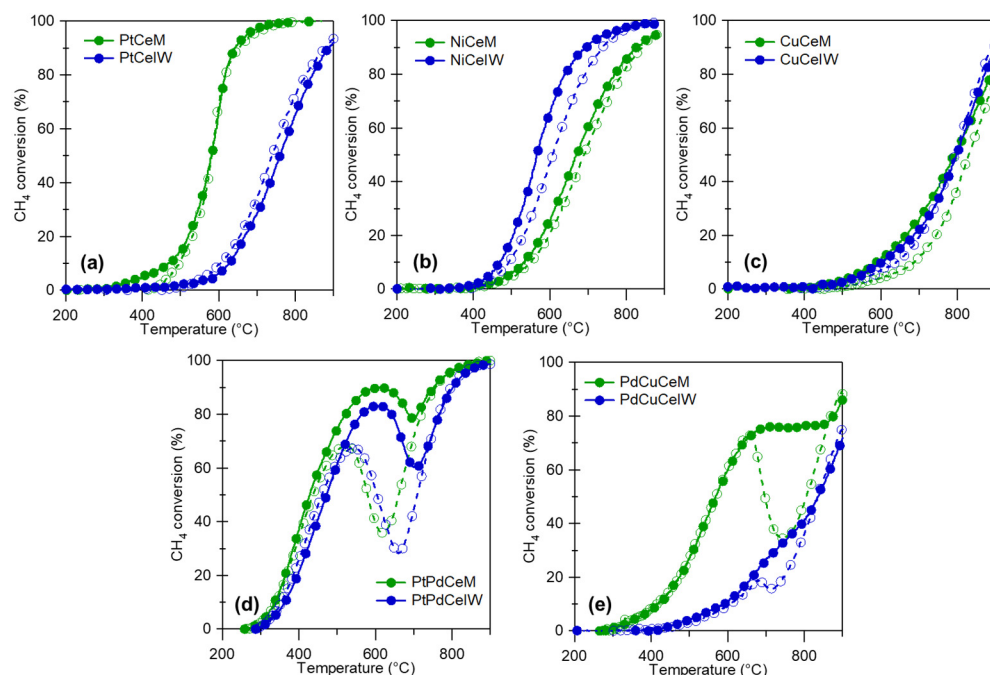 100
80
60
40
20
0
CH4 conversion (%)
PtCeM
PtCeIW
(a)
200 400 600 800
Temperature (°C)
100
80
60
40
20
0
CH4 conversion (%)
NiCeM
NiCeIW
(b)
200 400 600 800
Temperature (°C)
100
80
60
40
20
0
CH4 conversion (%)
CuCeM
CuCeIW
(c)
200 400 600 800
Temperature (°C)
100
80
60
40
20
0
CH4 conversion (%)
PtPdCeM
PtPdCeIW
(d)
200 400 600 800
Temperature (°C)
100
80
60
40
20
0
CH4 conversion (%)
PdCuCeM
PdCuCeIW
(e)
200 400 600 800
Temperature (°C)